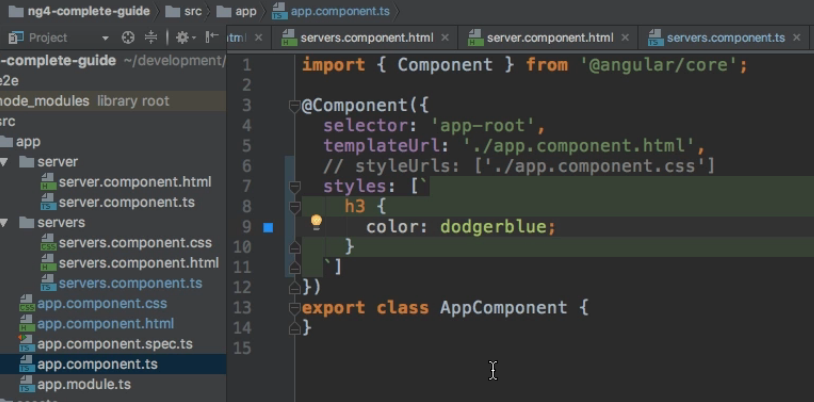 ng4-complete-guide src app app.component.ts
Project
html servers.component.html server.component.html servers.component.ts
-complete-guide ~/development/
e2e
node_modules library root
src
app
server
server.component.html
server.component.ts
servers
servers.component.css
servers.component.html
servers.component.ts
app.component.css
app.component.html
app.component.spec.ts
app.component.ts
app.module.ts
1 import { Component } from '@angular/core';
2
3 @Component({
4 selector: 'app-root',
5 templateUrl: './app.component.html',
6 // styleUrls: ['./app.component.css']
7 styles: [`
8 h3 {
9 color: dodgerblue;
10 }
11 `]
12 })
13 export class AppComponent {
14 }
15